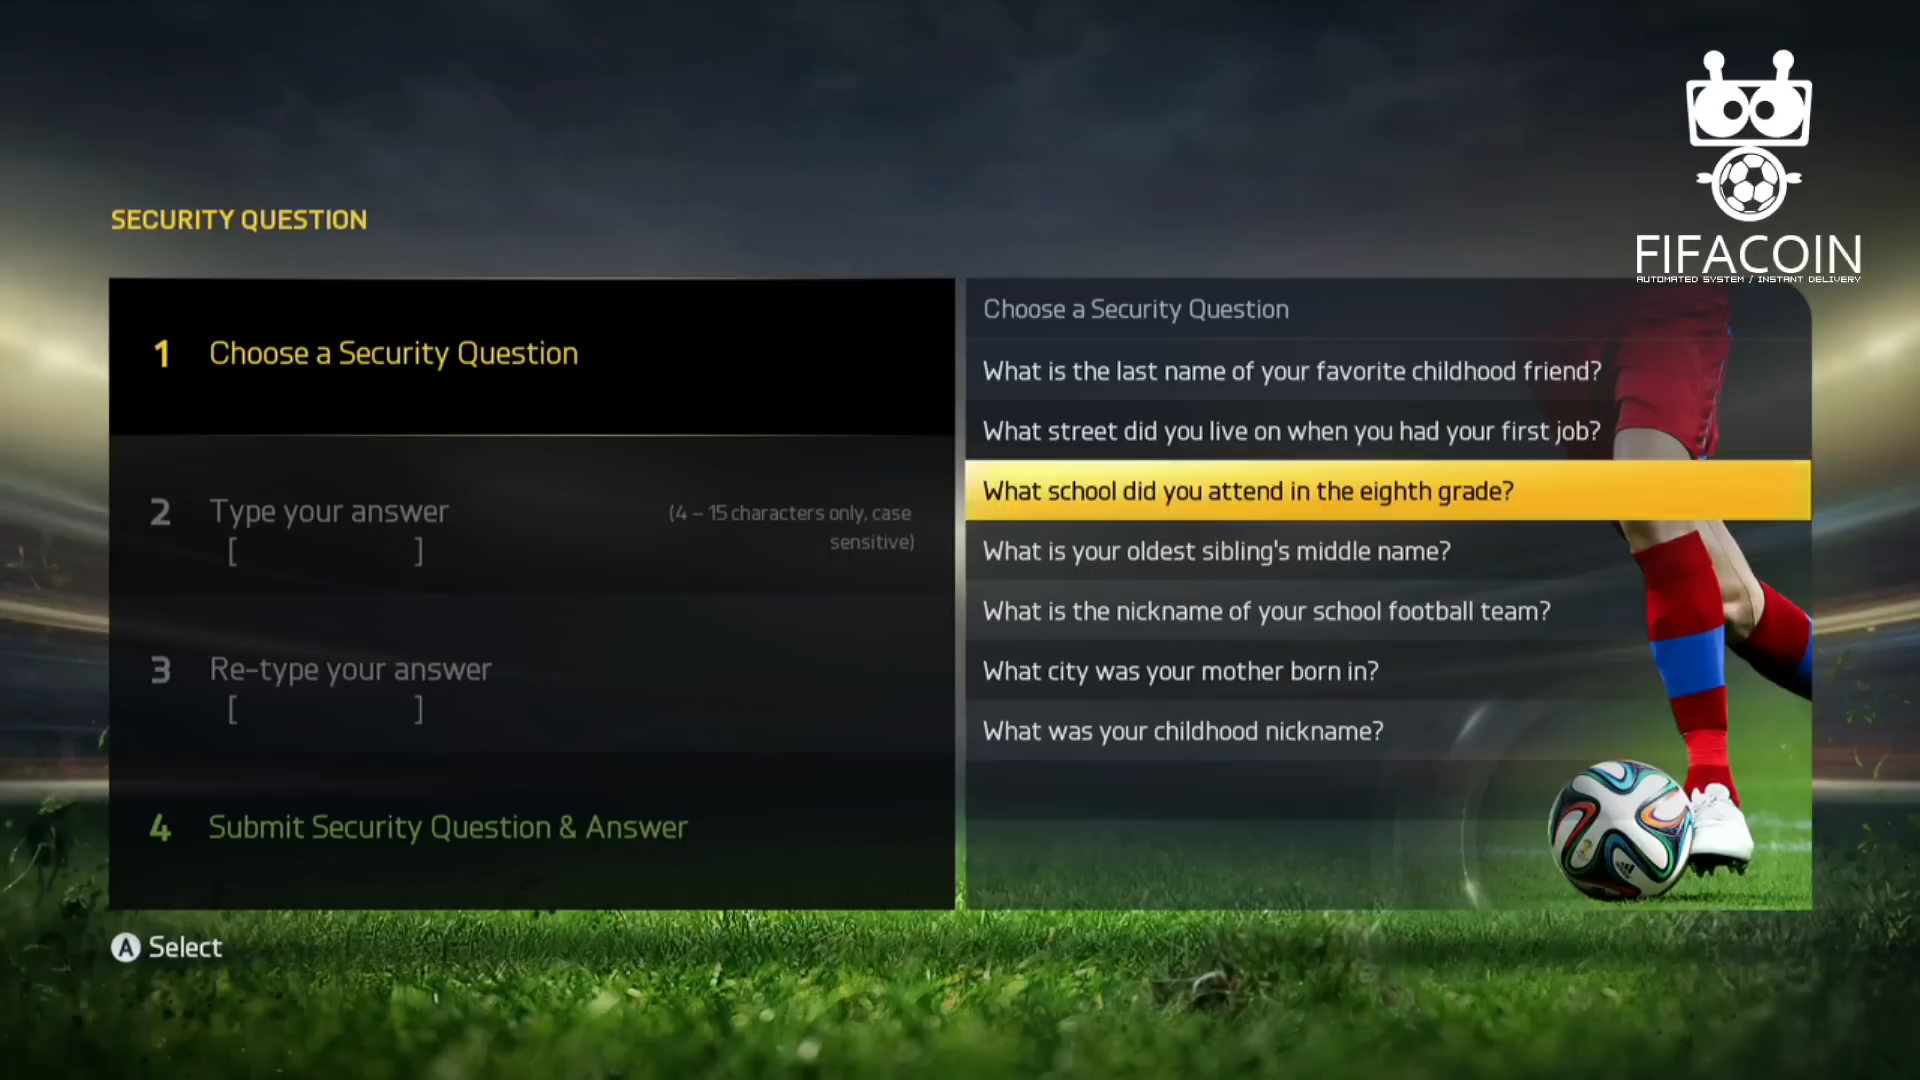 FIFACOIN
AUTOMATED SYSTEM / INSTANT DELIVERY
SECURITY QUESTION
1 Choose a Security Question
2 Type your answer (4 – 15 characters only, case
sensitive)
[ ]
3 Re-type your answer
[ ]
4 Submit Security Question & Answer
Choose a Security Question
What is the last name of your favorite childhood friend?
What street did you live on when you had your first job?
What school did you attend in the eighth grade?
What is your oldest sibling's middle name?
What is the nickname of your school football team?
What city was your mother born in?
What was your childhood nickname?
A Select